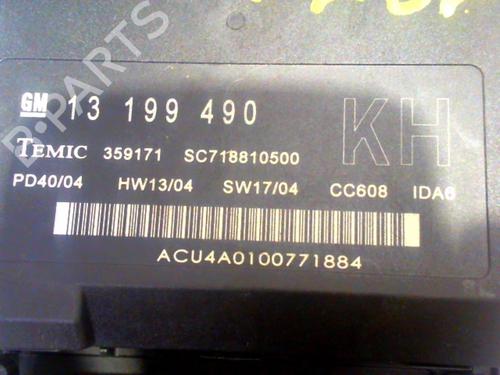 B-PARTS
GM 13 199 490 KH
TEMIC 359171 SC718810500
PD40/04 HW13/04 SW17/04 CC608 IDA6
ACU4A0100771884